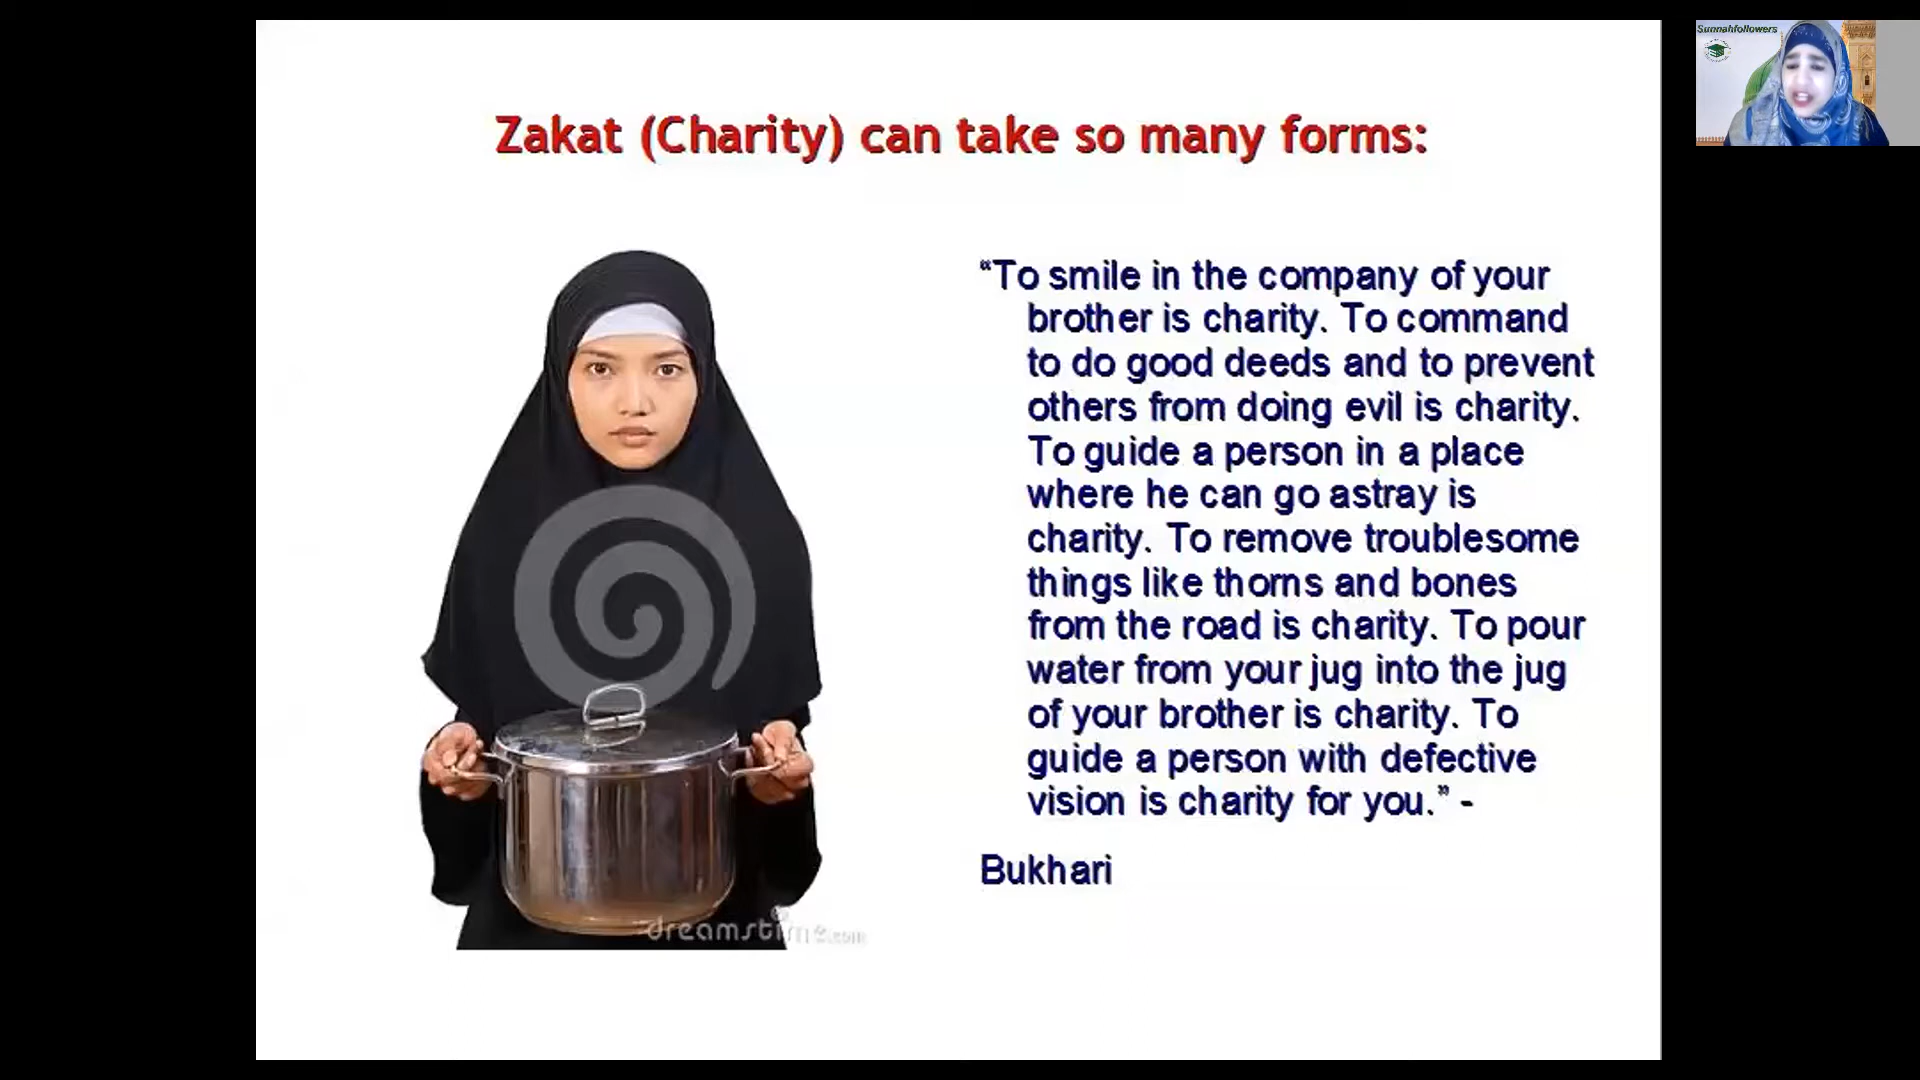 Sunnahfollowers
Zakat (Charity) can take so many forms:
“To smile in the company of your
brother is charity. To command
to do good deeds and to prevent
others from doing evil is charity.
To guide a person in a place
where he can go astray is
charity. To remove troublesome
things like thorns and bones
from the road is charity. To pour
water from your jug into the jug
of your brother is charity. To
guide a person with defective
vision is charity for you.” -
Bukhari
dreamstime.com